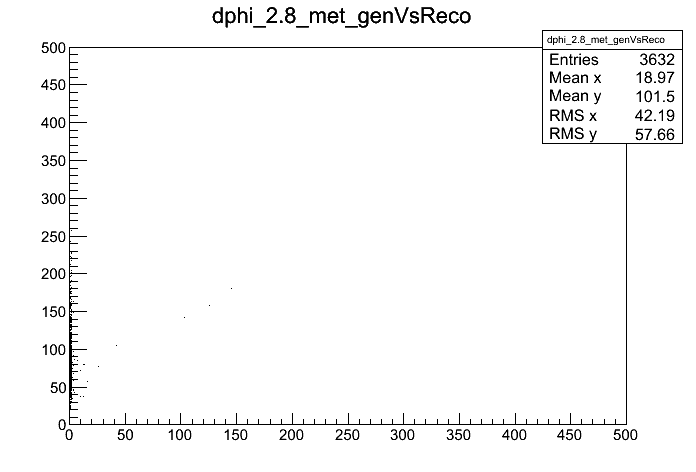 dphi_2.8_met_genVsReco
dphi_2.8_met_genVsReco
Entries 3632
Mean x 18.97
Mean y 101.5
RMS x 42.19
RMS y 57.66
500
450
400
350
300
250
200
150
100
50
0
0 50 100 150 200 250 300 350 400 450 500